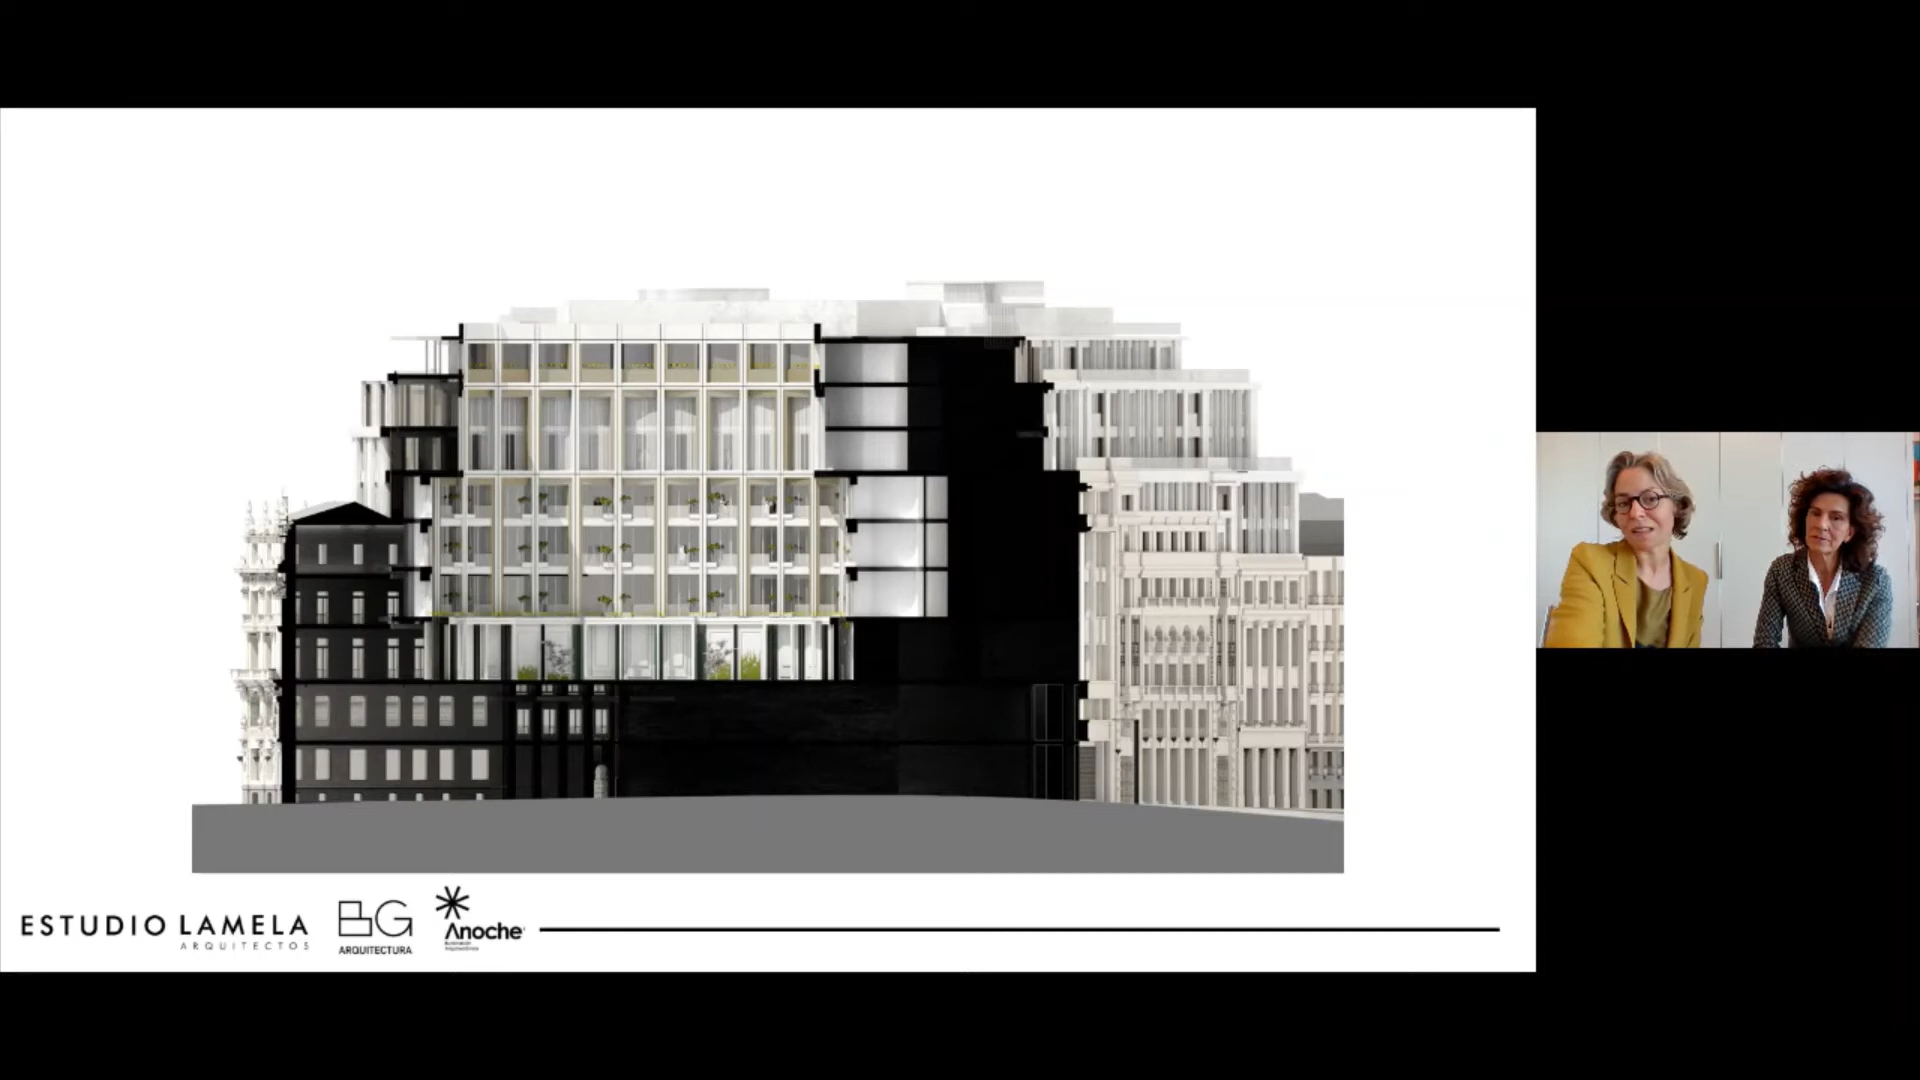 ESTUDIO LAMELA
ARQUITECTOS
BG
ARQUITECTURA
Anoche